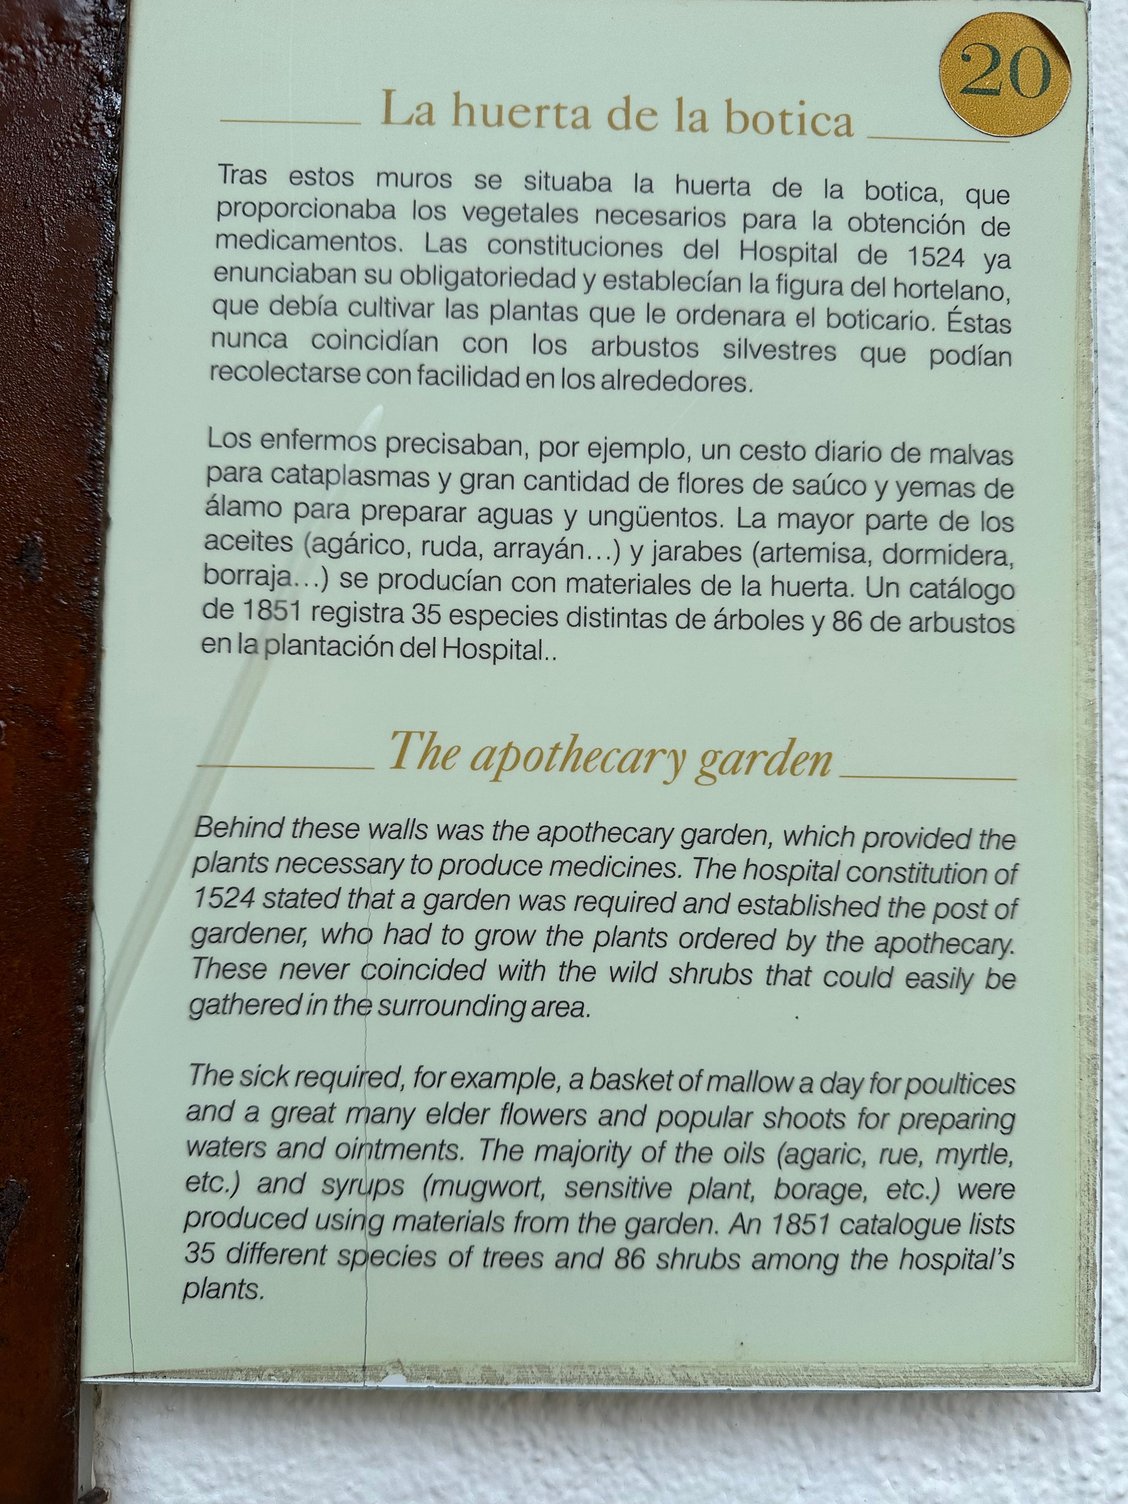 20
La huerta de la botica
Tras estos muros se situaba la huerta de la botica, que
proporcionaba los vegetales necesarios para la obtención de
medicamentos. Las constituciones del Hospital de 1524 ya
enunciaban su obligatoriedad y establecían la figura del hortelano,
que debía cultivar las plantas que le ordenara el boticario. Éstas
nunca coincidían con los arbustos silvestres que podían
recolectarse con facilidad en los alrededores.
Los enfermos precisaban, por ejemplo, un cesto diario de malvas
para cataplasmas y gran cantidad de flores de saúco y yemas de
álamo para preparar aguas y ungüentos. La mayor parte de los
aceites (agárico, ruda, arrayán...) y jarabes (artemisa, dormidera,
borraja...) se producían con materiales de la huerta. Un catálogo
de 1851 registra 35 especies distintas de árboles y 86 de arbustos
en la plantación del Hospital..
The apothecary garden
Behind these walls was the apothecary garden, which provided the
plants necessary to produce medicines. The hospital constitution of
1524 stated that a garden was required and established the post of
gardener, who had to grow the plants ordered by the apothecary.
These never coincided with the wild shrubs that could easily be
gathered in the surrounding area.
The sick required, for example, a basket of mallow a day for poultices
and a great many elder flowers and popular shoots for preparing
waters and ointments. The majority of the oils (agaric, rue, myrtle,
etc.) and syrups (mugwort, sensitive plant, borage, etc.) were
produced using materials from the garden. An 1851 catalogue lists
35 different species of trees and 86 shrubs among the hospital's
plants.